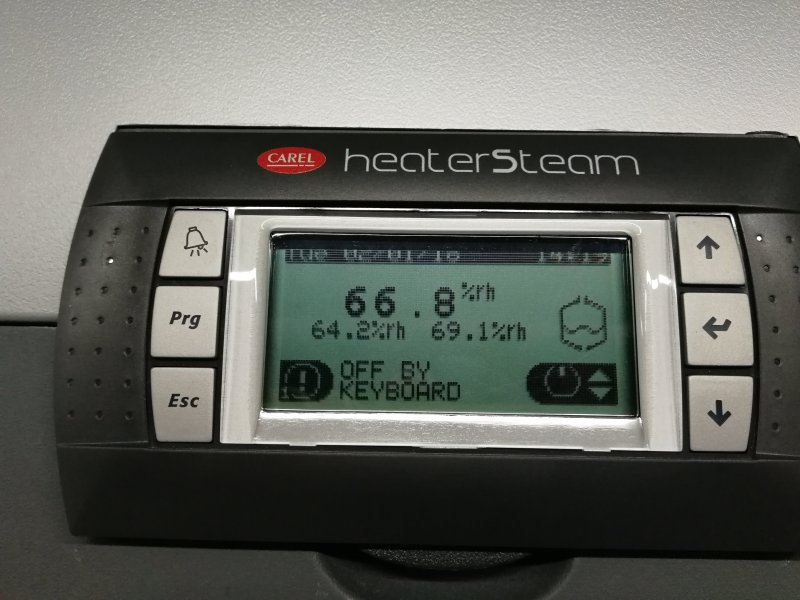 CAREL heaterSteam
66.8%rh
64.2%rh 69.1%rh
OFF BY
KEYBOARD
Prg
Esc